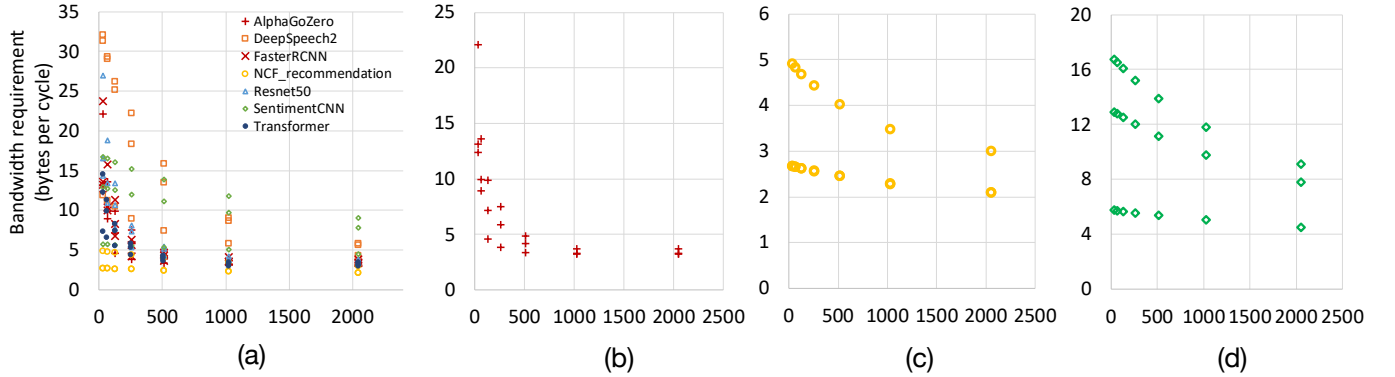 Bandwidth requirement
(bytes per cycle)
35
30
25
20
15
10
5
0
0 500 1000 1500 2000
AlphaGoZero
DeepSpeech2
FasterRCNN
NCF_recommendation
Resnet50
SentimentCNN
Transformer
(a)
25
20
15
10
5
0
0 500 1000 1500 2000 2500
(b)
6
5
4
3
2
1
0
0 500 1000 1500 2000 2500
(c)
20
16
12
8
4
0
0 500 1000 1500 2000 2500
(d)